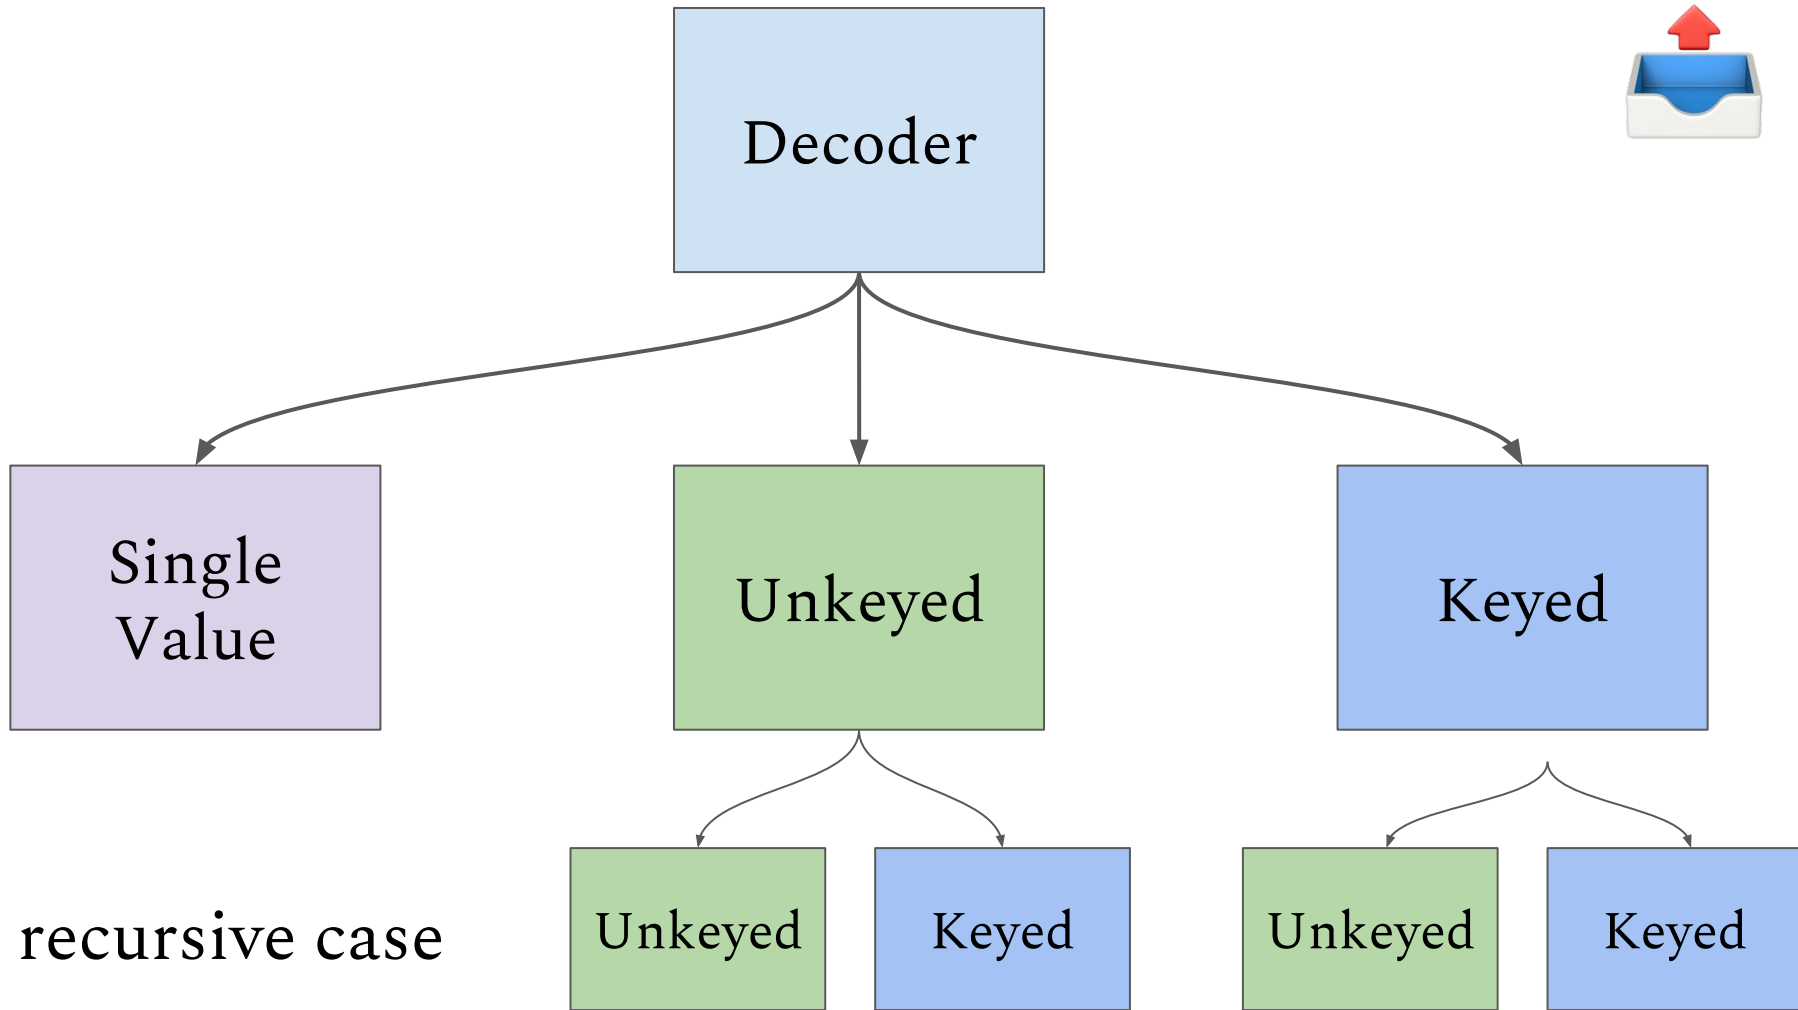 Decoder
Single
Value
Unkeyed
Keyed
recursive case
Unkeyed
Keyed
Unkeyed
Keyed